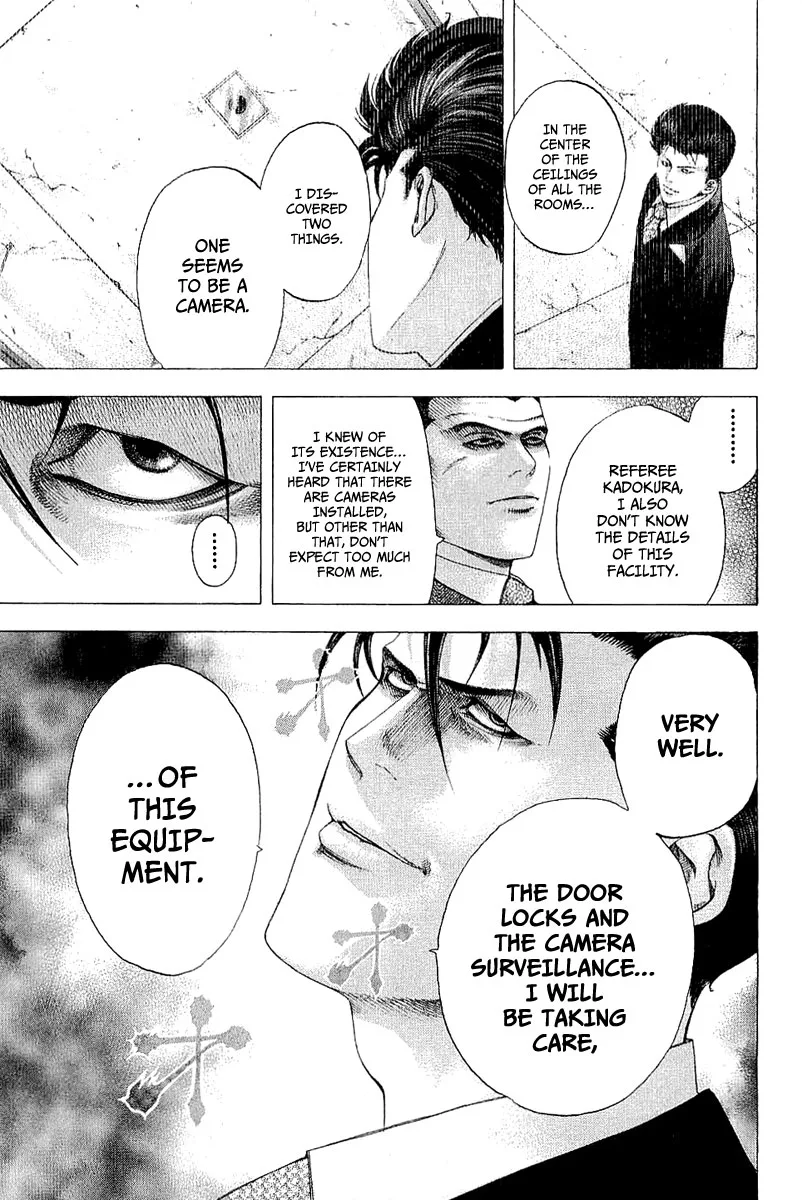 IN THE
CENTER
OF THE
CEILINGS
OF ALL THE
ROOMS...
I DIS-
COVERED
TWO
THINGS.
ONE
SEEMS
TO BE A
CAMERA.
........
REFEREE
KADOKURA,
I ALSO
DON'T KNOW
THE DETAILS
OF THIS
FACILITY.
I KNEW OF
ITS EXISTENCE...
I'VE CERTAINLY
HEARD THAT THERE
ARE CAMERAS
INSTALLED,
BUT OTHER THAN
THAT, DON'T
EXPECT TOO MUCH
FROM ME.
......
VERY
WELL.
THE DOOR
LOCKS AND
THE CAMERA
SURVEILLANCE...
I WILL
BE TAKING
CARE,
...OF
THIS
EQUIP-
MENT.